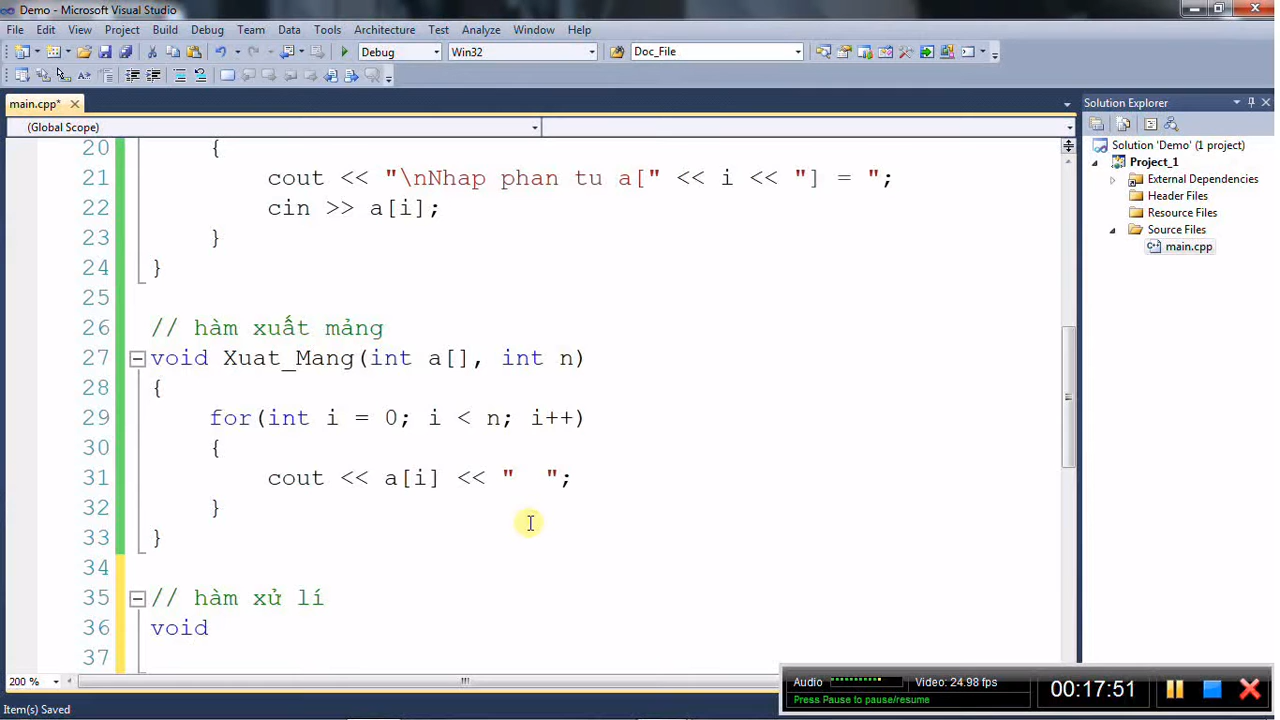 Demo - Microsoft Visual Studio
File Edit View Project Build Debug Team Data Tools Architecture Test Analyze Window Help
Debug Win32 Doc_File
main.cpp*
(Global Scope)
20 {
21 cout << "\nNhap phan tu a[" << i << "] = ";
22 cin >> a[i];
23 }
24 }
25
26 // hàm xuất mảng
27 void Xuat_Mang(int a[], int n)
28 {
29 for(int i = 0; i < n; i++)
30 {
31 cout << a[i] << "  ";
32 }
33 }
34
35 // hàm xử lí
36 void
37
200 %
Item(s) Saved
Solution Explorer
Solution 'Demo' (1 project)
Project_1
External Dependencies
Header Files
Resource Files
Source Files
main.cpp
Audio Video: 24.98 fps
Press Pause to pause/resume
00:17:51